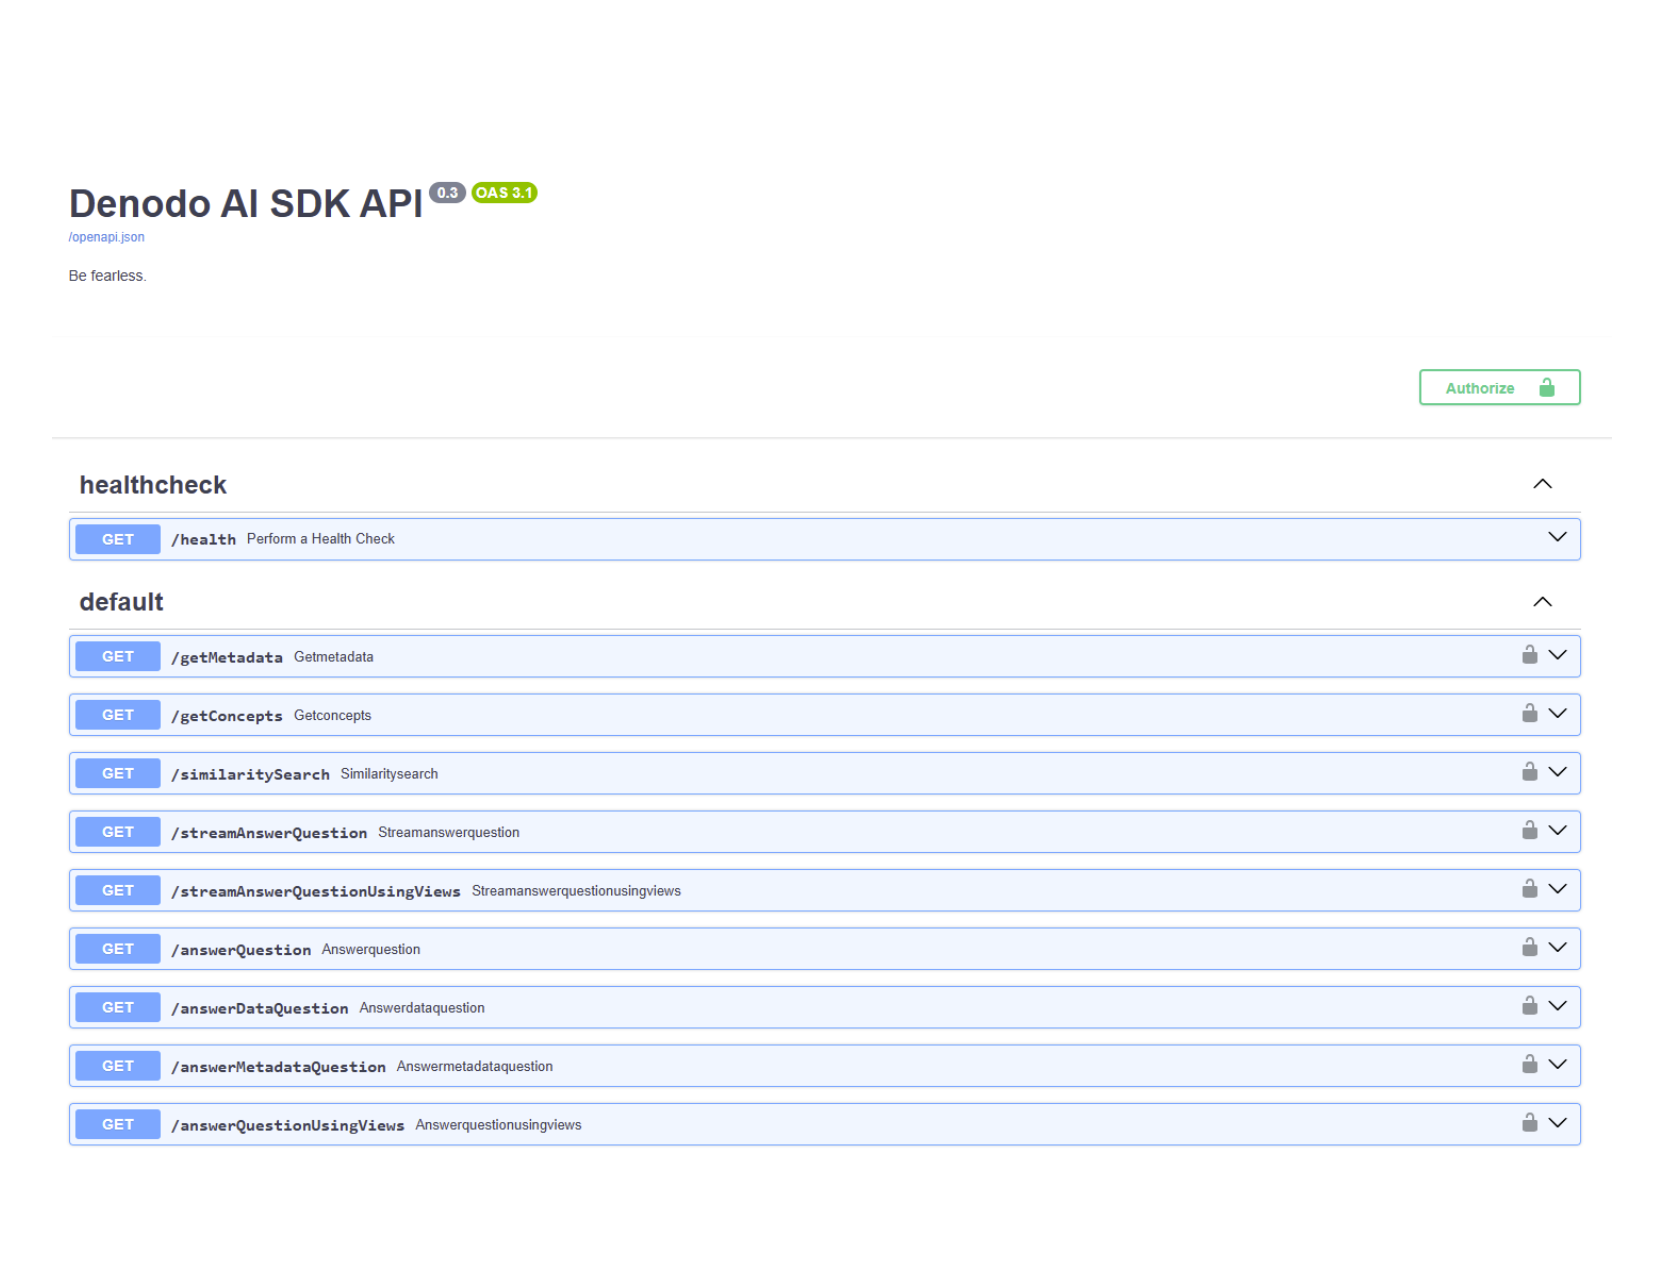 Denodo AI SDK API 0.3 OAS 3.1
/openapi.json
Be fearless.
Authorize
healthcheck
GET /health Perform a Health Check
default
GET /getMetadata Getmetadata
GET /getConcepts Getconcepts
GET /similaritySearch Similaritysearch
GET /streamAnswerQuestion Streamanswerquestion
GET /streamAnswerQuestionUsingViews Streamanswerquestionusingviews
GET /answerQuestion Answerquestion
GET /answerDataQuestion Answerdataquestion
GET /answerMetadataQuestion Answermetadataquestion
GET /answerQuestionUsingViews Answerquestionusingviews